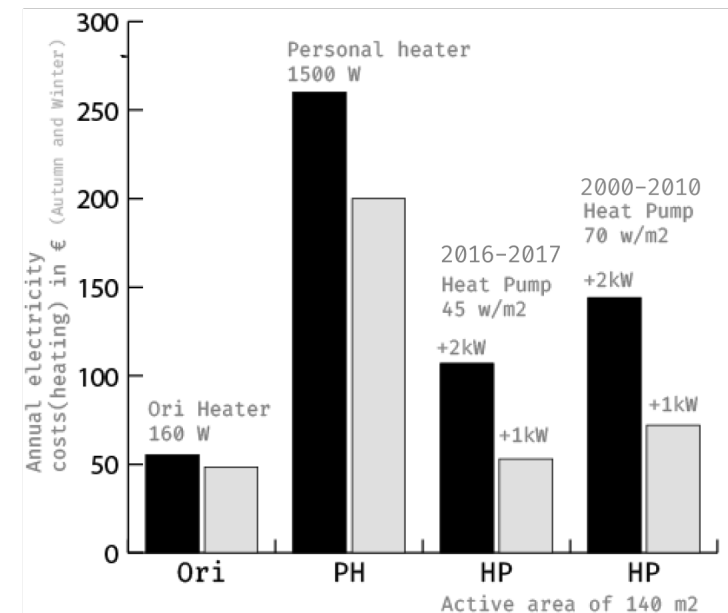 300
250
200
150
100
50
0
Annual electricity
costs(heating) in € (Autumn and Winter)
Personal heater
1500 W
2000-2010
Heat Pump
70 w/m2
2016-2017
Heat Pump
45 w/m2
+2kW
+2kW
Ori Heater
160 W
+1kW
+1kW
Ori
PH
HP
HP
Active area of 140 m2